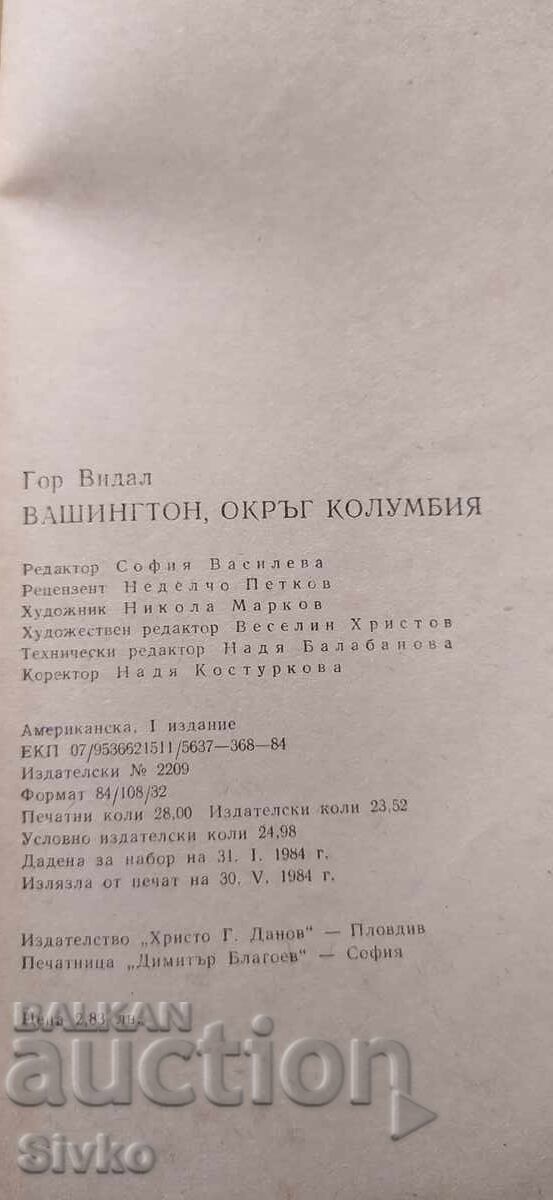 Гор Видал
ВАШИНГТОН, ОКРЪГ КОЛУМБИЯ
Редактор София Василева
Рецензент Неделчо Петков
Художник Никола Марков
Художествен редактор Веселин Христов
Технически редактор Надя Балабанова
Коректор Надя Костуркова
Американска, I издание
ЕКП 07/9536621511/5637—368—84
Издателски № 2209
Формат 84/108/32
Печатни коли 28,00 Издателски коли 23,52
Условно издателски коли 24,98
Дадена за набор на 31. I. 1984 г.
Излязла от печат на 30. V. 1984 г.
Издателство „Христо Г. Данов“ — Пловдив
Печатница „Димитър Благоев“ — София
Цена 2,83 лв.
BALKAN
auction
Sivko